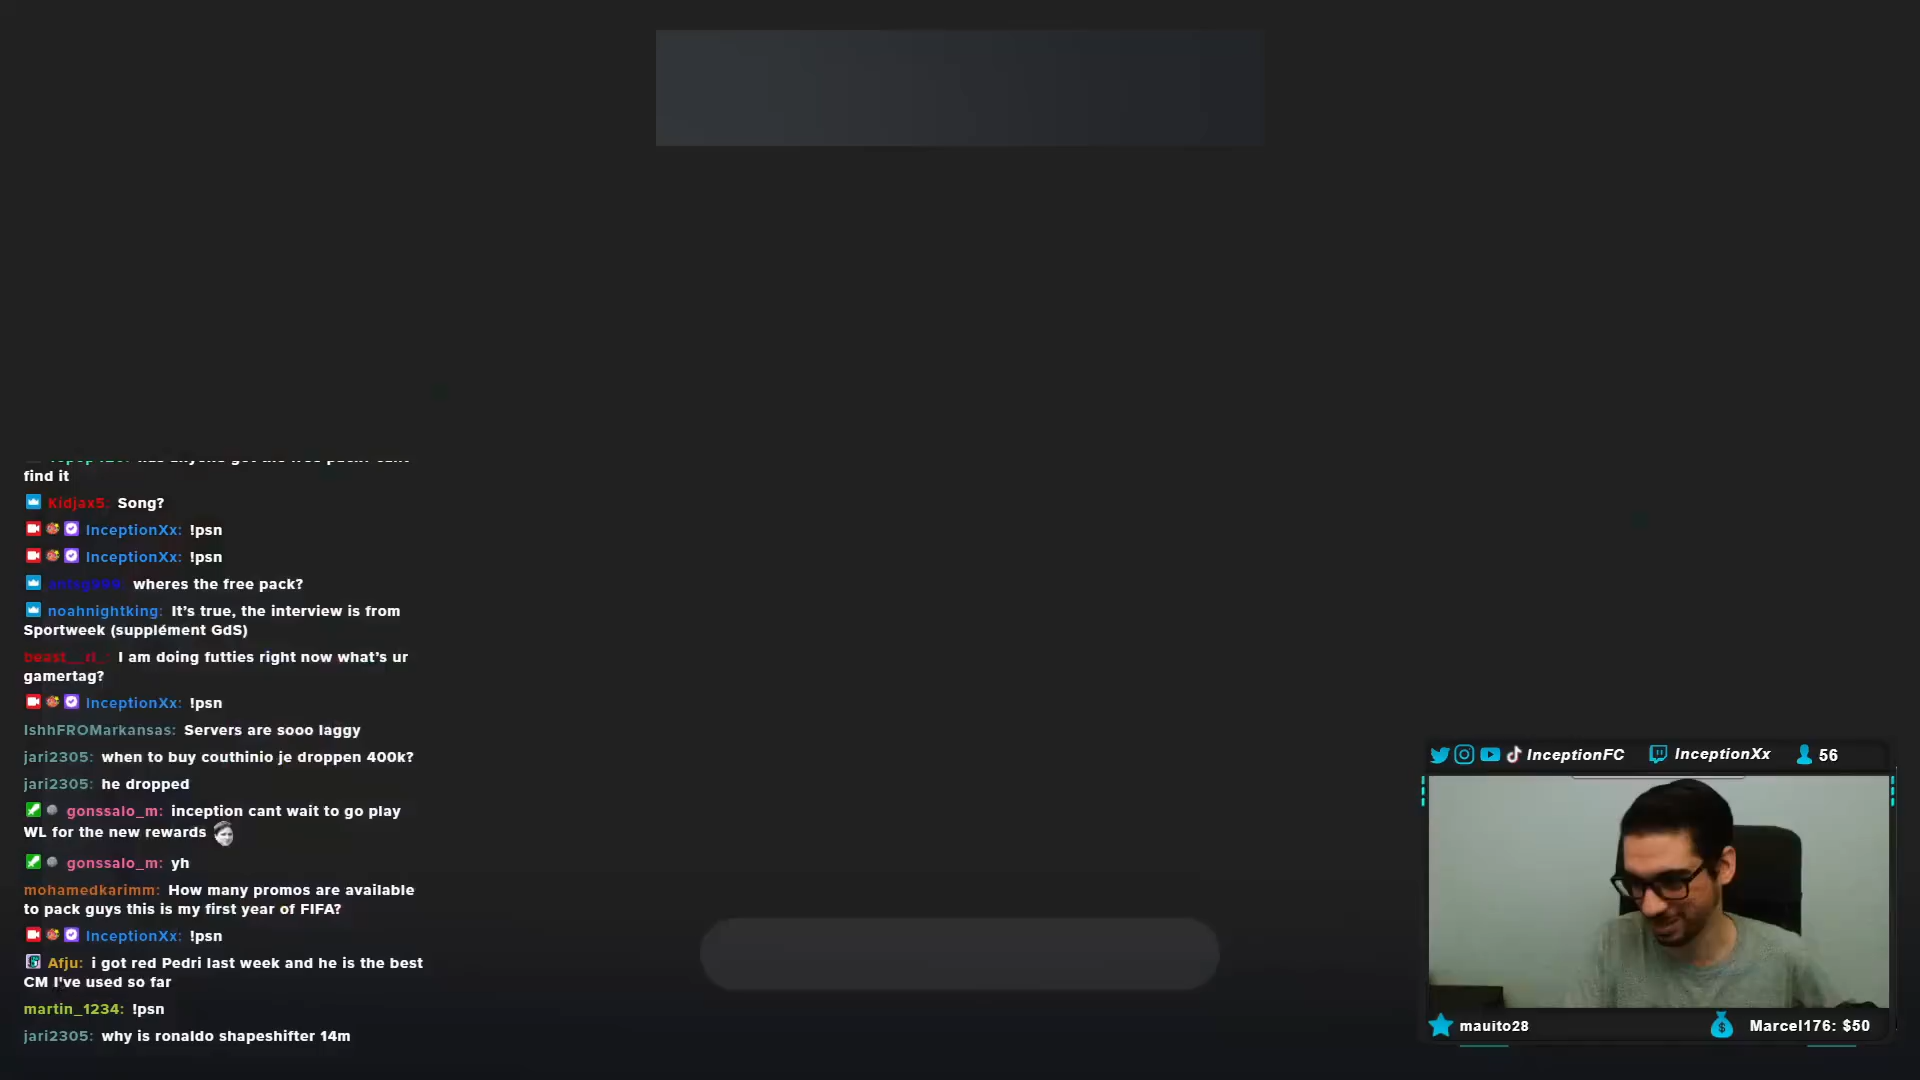 find it
Kidjax5: Song?
InceptionXx: !psn
InceptionXx: !psn
wheres the free pack?
noahnightking: It's true, the interview is from
Sportweek (supplément GdS)
beast__rl_: I am doing futties right now what's ur
gamertag?
InceptionXx: !psn
IshhFROMarkansas: Servers are sooo laggy
jari2305: when to buy couthinio je droppen 400k?
jari2305: he dropped
gonssalo_m: inception cant wait to go play
WL for the new rewards
gonssalo_m: yh
mohamedkarimm: How many promos are available
to pack guys this is my first year of FIFA?
InceptionXx: !psn
Afju: i got red Pedri last week and he is the best
CM I've used so far
martin_1234: !psn
jari2305: why is ronaldo shapeshifter 14m
InceptionFC InceptionXx 56
mauito28 Marcel176: $50